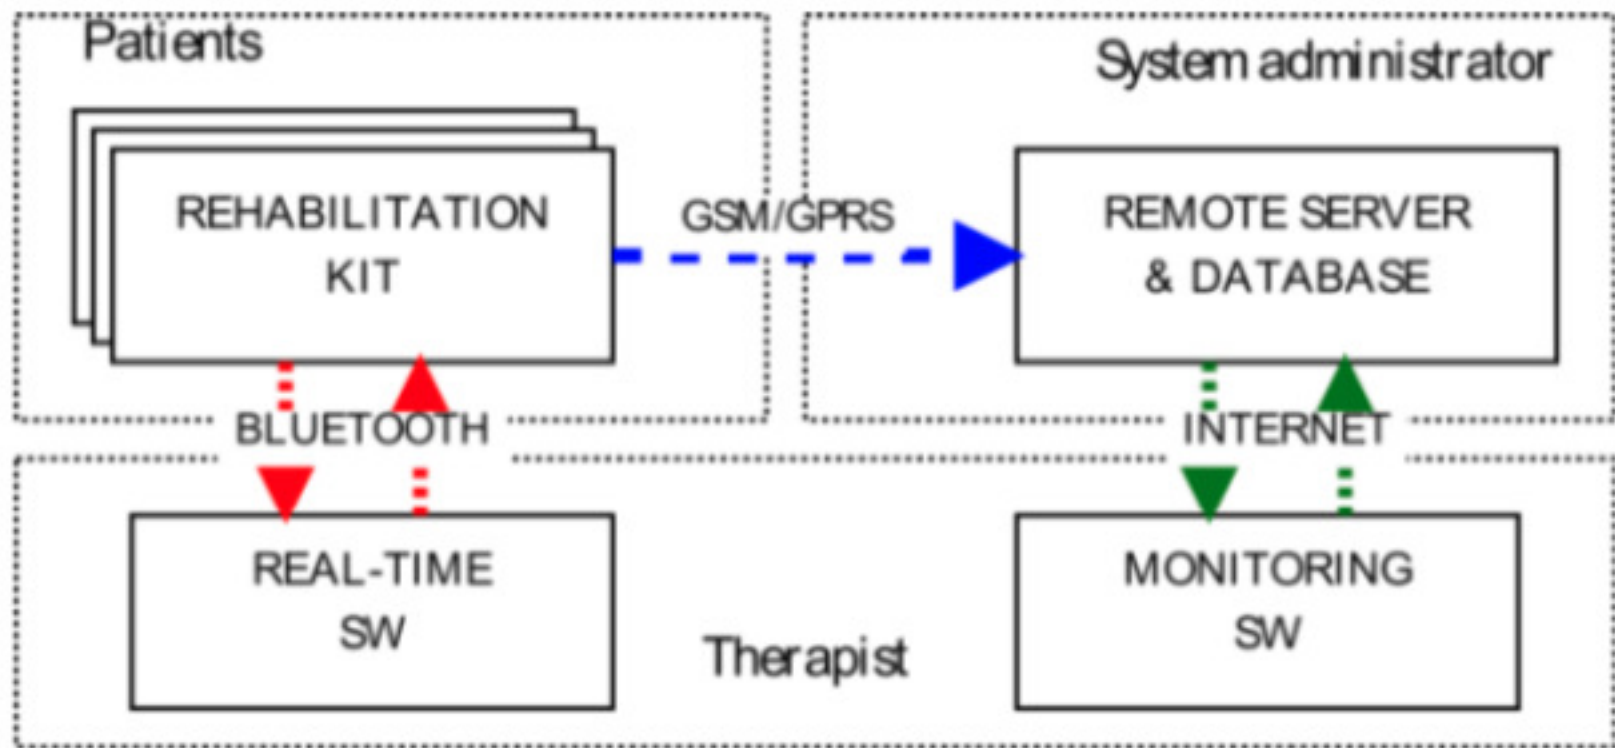 Patients
System administrator
REHABILITATION
KIT
GSM/GPRS
REMOTE SERVER
& DATABASE
BLUETOOTH
INTERNET
REAL-TIME
SW
MONITORING
SW
Therapist